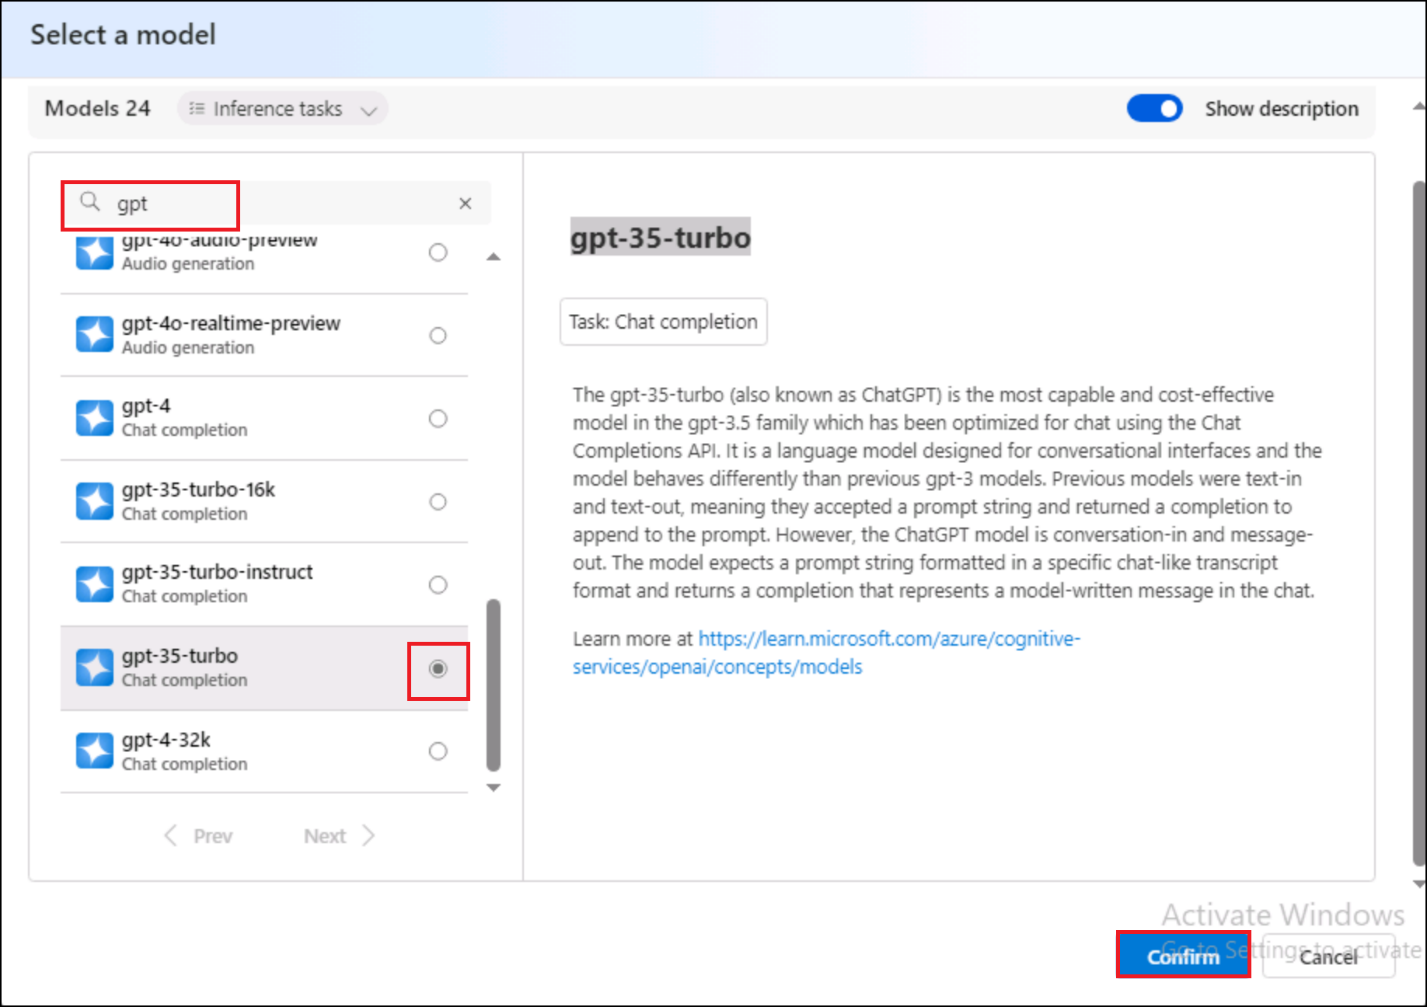 Select a model
Models 24
Inference tasks
Show description
gpt
gpt-4o-audio-preview
Audio generation
gpt-4o-realtime-preview
Audio generation
gpt-4
Chat completion
gpt-35-turbo-16k
Chat completion
gpt-35-turbo-instruct
Chat completion
gpt-35-turbo
Chat completion
gpt-4-32k
Chat completion
Prev
Next
gpt-35-turbo
Task: Chat completion
The gpt-35-turbo (also known as ChatGPT) is the most capable and cost-effective
model in the gpt-3.5 family which has been optimized for chat using the Chat
Completions API. It is a language model designed for conversational interfaces and the
model behaves differently than previous gpt-3 models. Previous models were text-in
and text-out, meaning they accepted a prompt string and returned a completion to
append to the prompt. However, the ChatGPT model is conversation-in and message-
out. The model expects a prompt string formatted in a specific chat-like transcript
format and returns a completion that represents a model-written message in the chat.
Learn more at https://learn.microsoft.com/azure/cognitive-
services/openai/concepts/models
Activate Windows
Go to Settings to activate
Confirm
Cancel